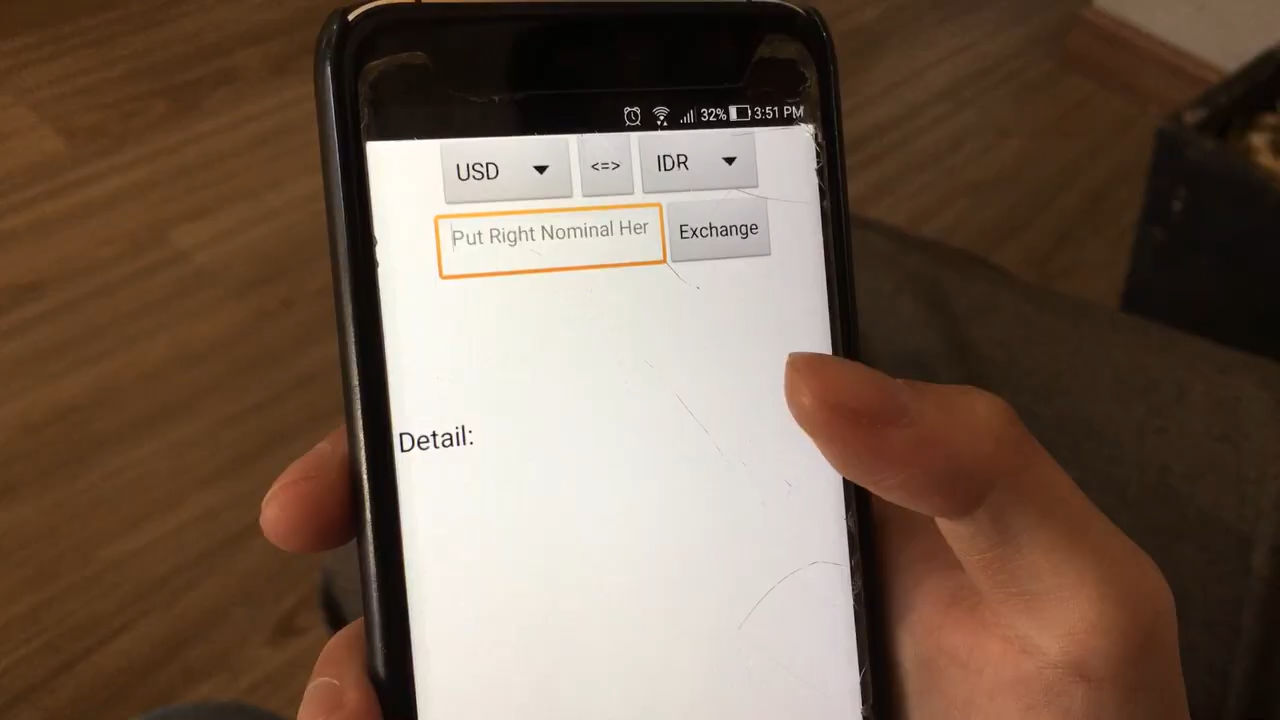 32% 3:51 PM
USD <=> IDR
Put Right Nominal Her Exchange
Detail: